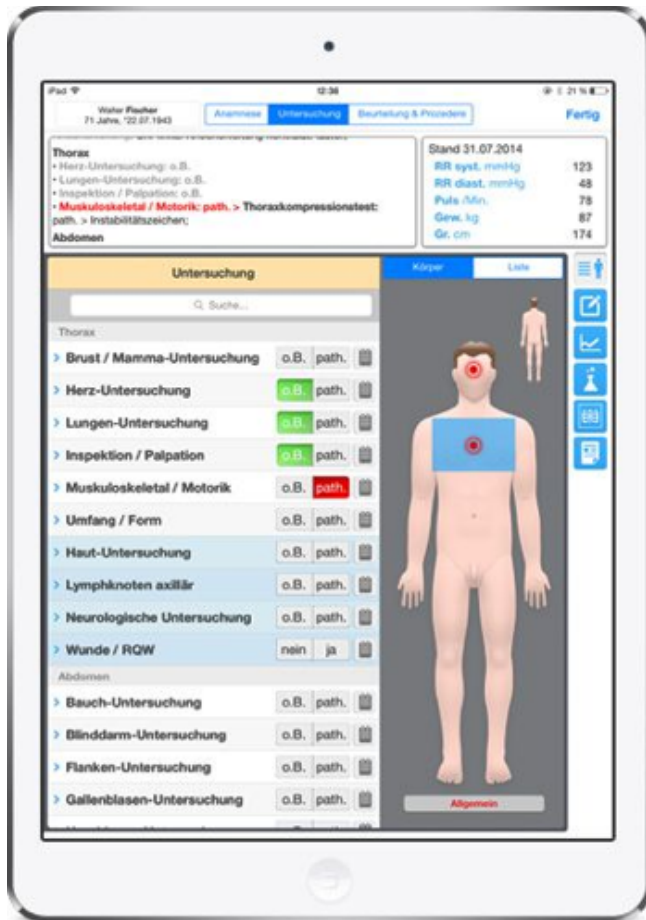 iPad
12:38
21 %
Walter Fischer
71 Jahre, *22.07.1943
Anamnese
Untersuchung
Beurteilung & Prozedere
Fertig
Thorax
• Herz-Untersuchung: o.B.
• Lungen-Untersuchung: o.B.
• Inspektion / Palpation: o.B.
• Muskuloskeletal / Motorik: path. > Thoraxkompressionstest:
path. > Instabilitätszeichen;
Abdomen
Stand 31.07.2014
RR syst. mmHg 123
RR diast. mmHg 48
Puls /Min. 78
Gew. kg 87
Gr. cm 174
Untersuchung
Körper
Liste
Suche...
Thorax
Brust / Mamma-Untersuchung o.B. path.
Herz-Untersuchung o.B. path.
Lungen-Untersuchung o.B. path.
Inspektion / Palpation o.B. path.
Muskuloskeletal / Motorik o.B. path.
Umfang / Form o.B. path.
Haut-Untersuchung o.B. path.
Lymphknoten axillär o.B. path.
Neurologische Untersuchung o.B. path.
Wunde / RQW nein ja
Abdomen
Bauch-Untersuchung o.B. path.
Blinddarm-Untersuchung o.B. path.
Flanken-Untersuchung o.B. path.
Gallenblasen-Untersuchung o.B. path.
Allgemein